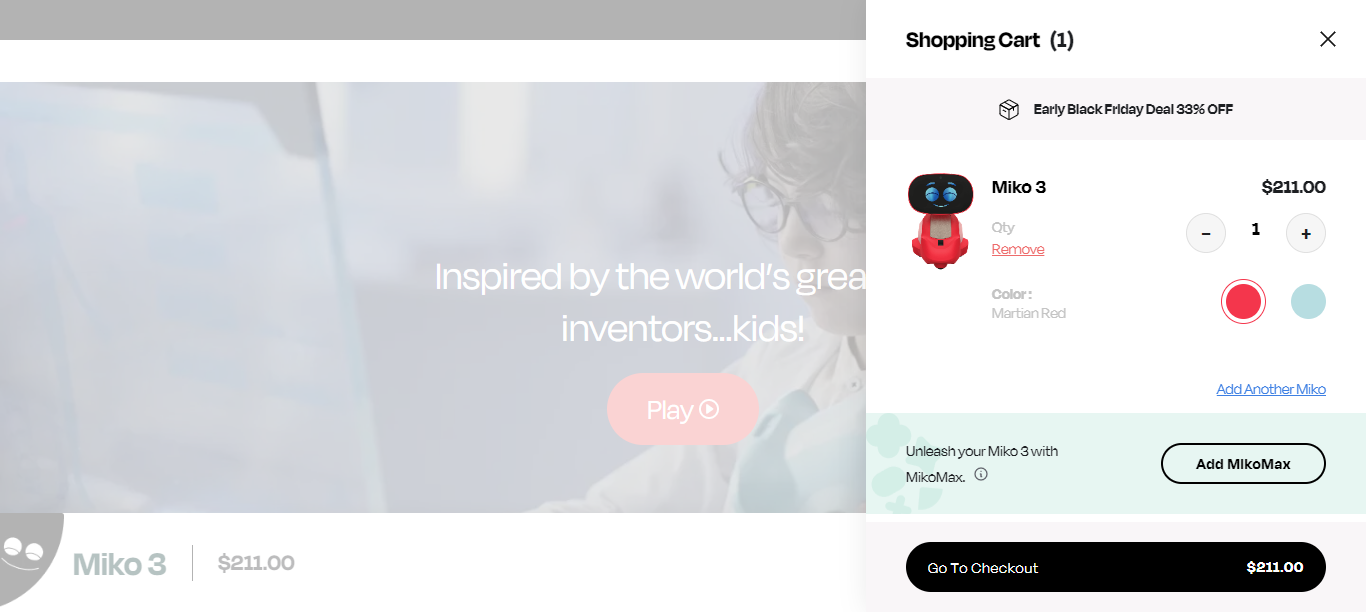 Shopping Cart (1)
Early Black Friday Deal 33% OFF
Miko 3
$211.00
Qty
- 1 +
Remove
Color :
Martian Red
Add Another Miko
Unleash your Miko 3 with
MikoMax.
Add MikoMax
Go To Checkout
$211.00
Inspired by the world's grea
inventors...kids!
Play
Miko 3
$211.00